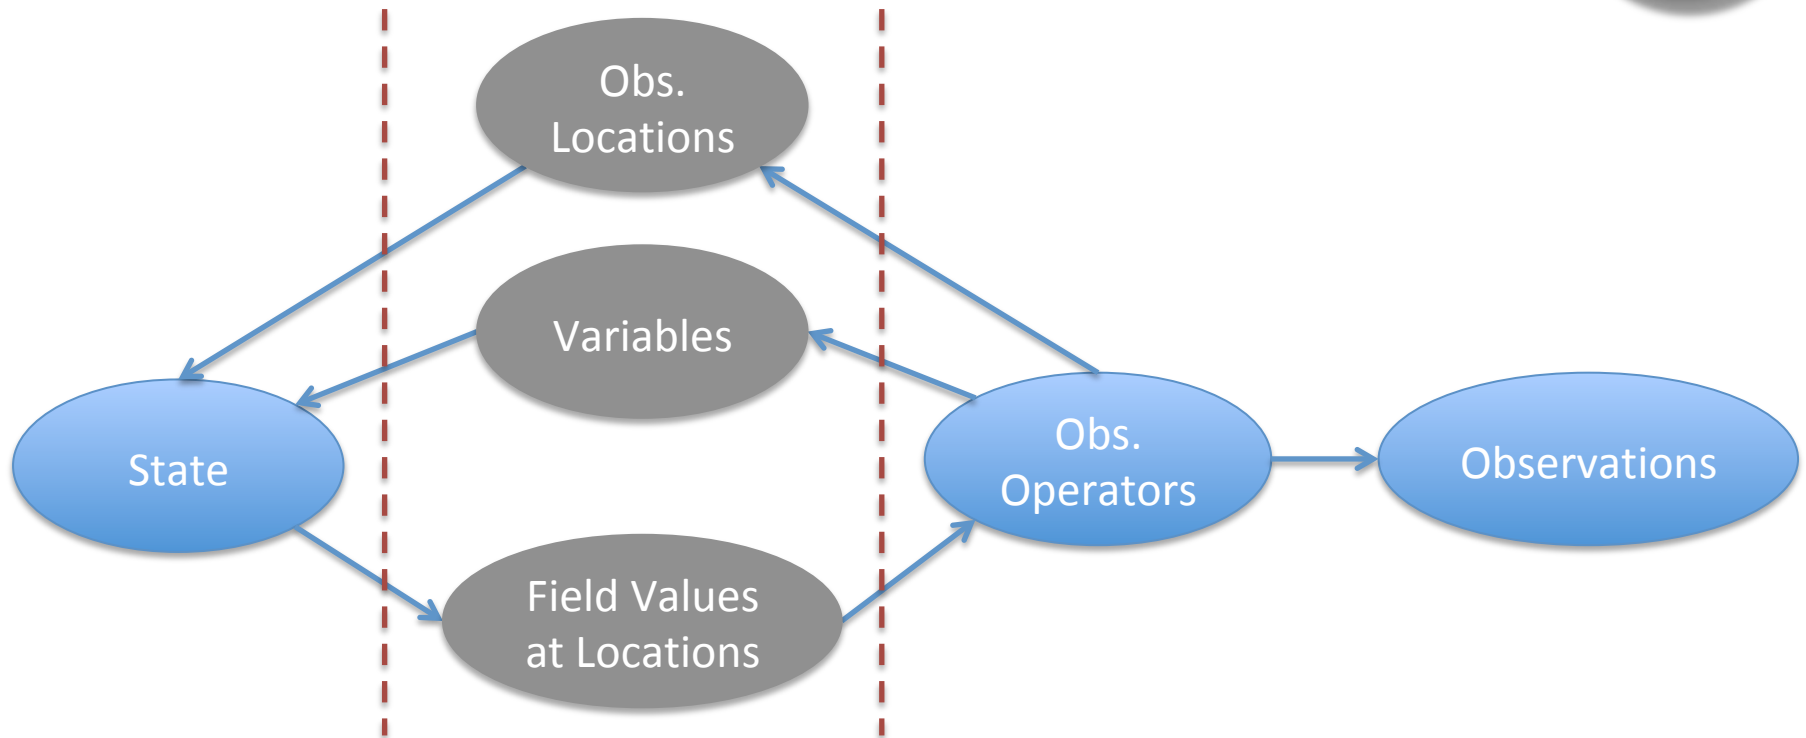 Obs.
Locations
Variables
State
Obs.
Operators
Observations
Field Values
at Locations